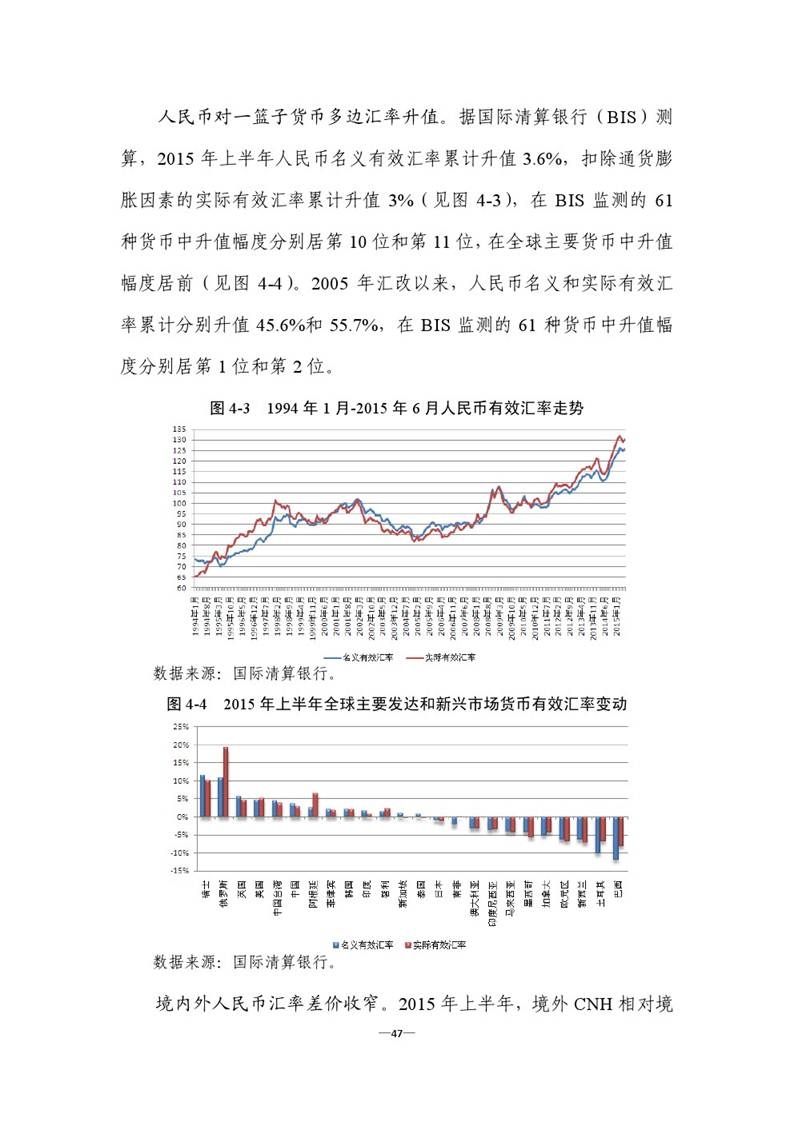 人民币对一篮子货币多边汇率升值。据国际清算银行（BIS）测
算，2015 年上半年人民币名义有效汇率累计升值 3.6%，扣除通货膨
胀因素的实际有效汇率累计升值 3%（见图 4-3），在 BIS 监测的 61
种货币中升值幅度分别居第 10 位和第 11 位，在全球主要货币中升值
幅度居前（见图 4-4）。2005 年汇改以来，人民币名义和实际有效汇
率累计分别升值 45.6%和 55.7%，在 BIS 监测的 61 种货币中升值幅
度分别居第 1 位和第 2 位。
图 4-3 1994 年 1 月-2015 年 6 月人民币有效汇率走势
135
130
125
120
115
110
105
100
95
90
85
80
75
70
65
60
1994年1月
1994年8月
1995年3月
1995年10月
1996年5月
1996年12月
1997年7月
1998年2月
1998年9月
1999年4月
1999年11月
2000年6月
2001年1月
2001年8月
2002年3月
2002年10月
2003年5月
2003年12月
2004年7月
2005年2月
2005年9月
2006年4月
2006年11月
2007年6月
2008年1月
2008年8月
2009年3月
2009年10月
2010年5月
2010年12月
2011年7月
2012年2月
2012年9月
2013年4月
2013年11月
2014年6月
2015年1月
名义有效汇率 实际有效汇率
数据来源：国际清算银行。
图 4-4 2015 年上半年全球主要发达和新兴市场货币有效汇率变动
25%
20%
15%
10%
5%
0%
-5%
-10%
-15%
瑞士
俄罗斯
英国
美国
中国台湾
中国
阿根廷
菲律宾
韩国
印度
智利
新加坡
泰国
日本
南非
澳大利亚
印度尼西亚
马来西亚
墨西哥
加拿大
欧元区
新西兰
土耳其
巴西
名义有效汇率 实际有效汇率
数据来源：国际清算银行。
境内外人民币汇率差价收窄。2015 年上半年，境外 CNH 相对境
—47—